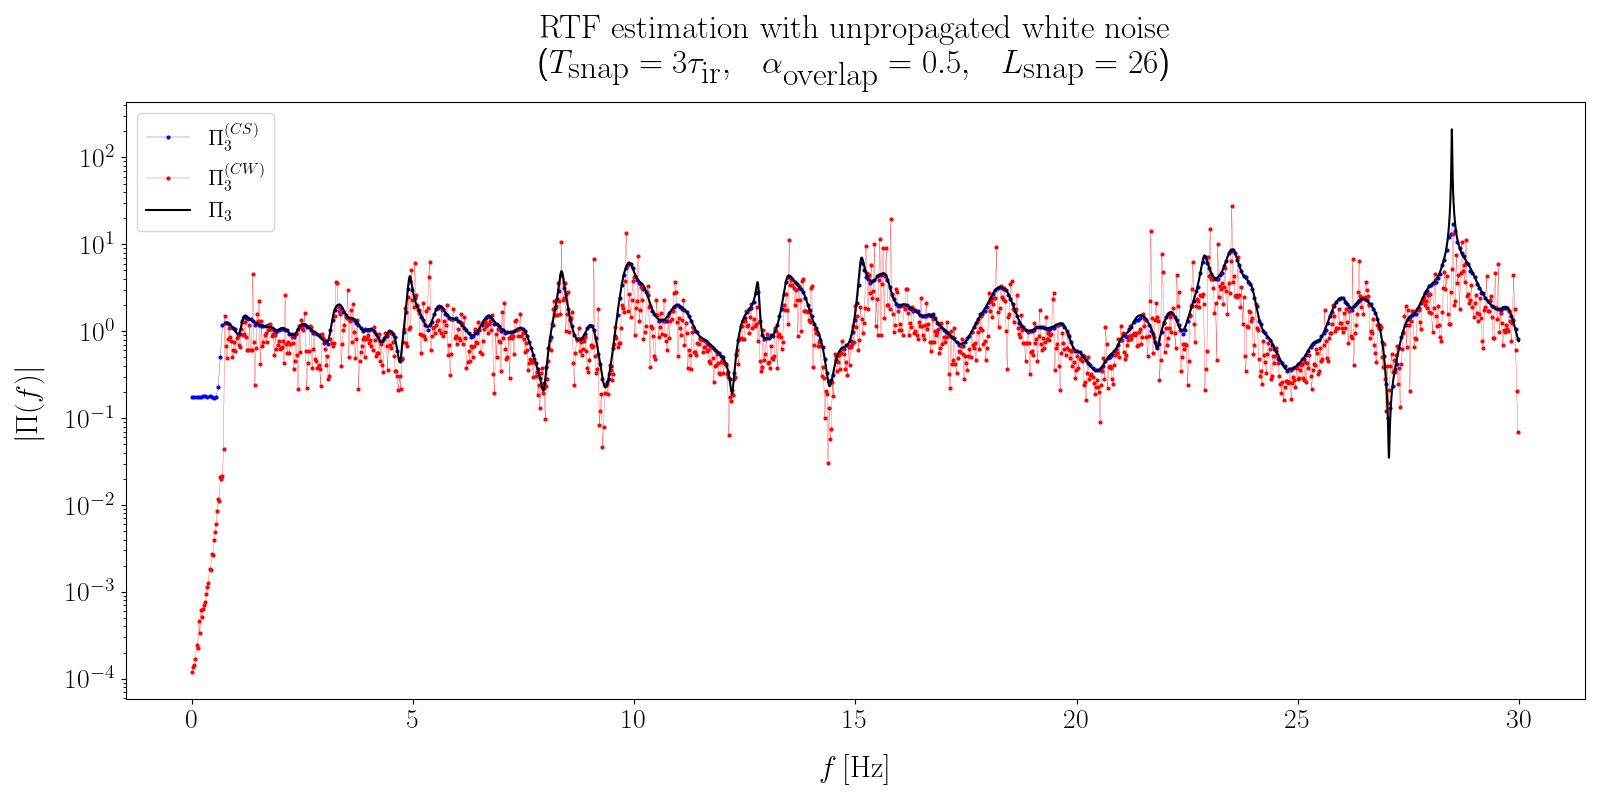 RTF estimation with unpropagated white noise
(T_snap = 3τ_ir, α_overlap = 0.5, L_snap = 26)
Π_3^(CS)
Π_3^(CW)
Π_3
|Π(f)|
10^2
10^1
10^0
10^−1
10^−2
10^−3
10^−4
0 5 10 15 20 25 30
f [Hz]